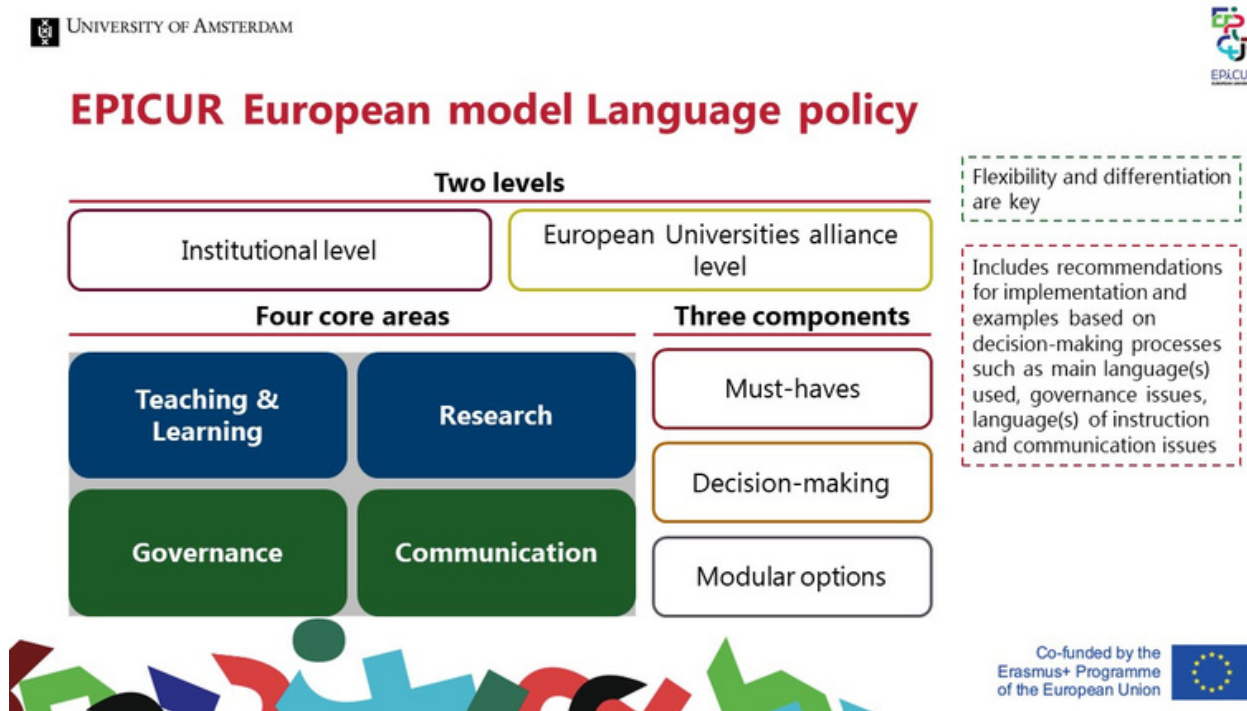 UNIVERSITY OF AMSTERDAM
EPICUR European model Language policy
Two levels
Institutional level
European Universities alliance
level
Four core areas
Teaching &
Learning
Research
Governance
Communication
Three components
Must-haves
Decision-making
Modular options
Flexibility and differentiation
are key
Includes recommendations
for implementation and
examples based on
decision-making processes
such as main language(s)
used, governance issues,
language(s) of instruction
and communication issues
Co-funded by the
Erasmus+ Programme
of the European Union